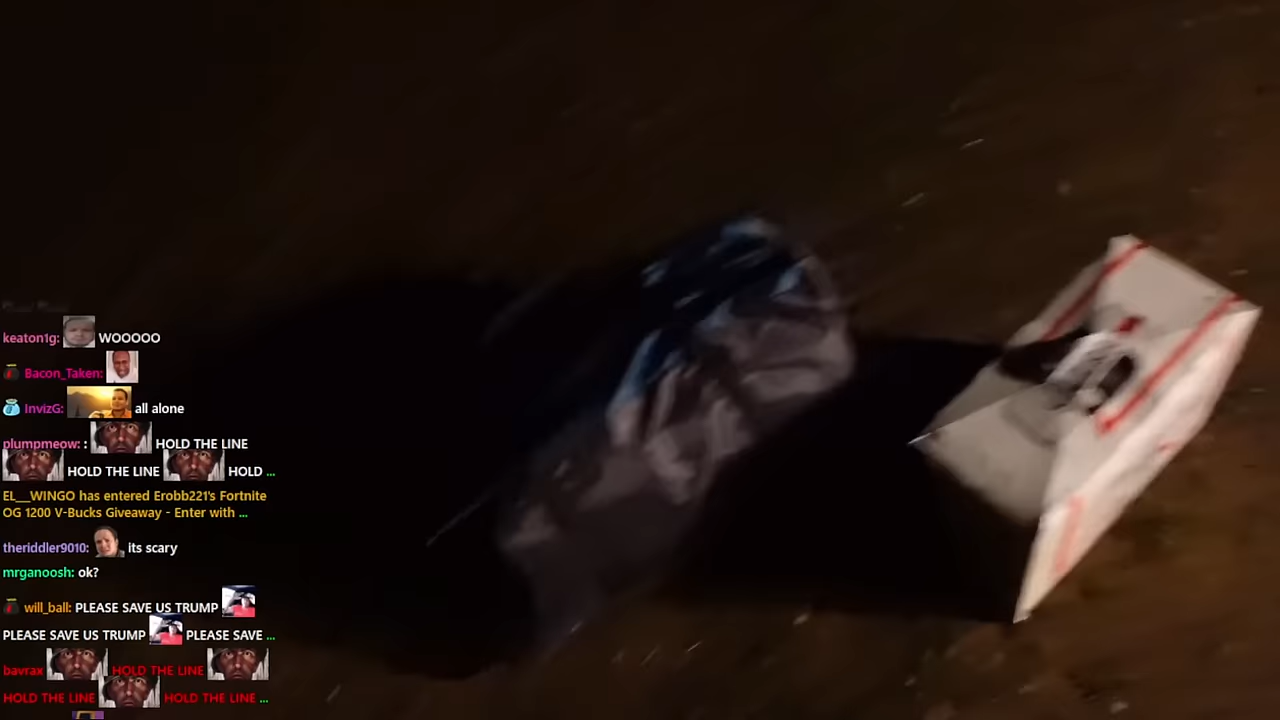 keaton1g: WOOOOO
Bacon_Taken:
InvizG: all alone
plumpmeow: : HOLD THE LINE
HOLD THE LINE HOLD ...
EL__WINGO has entered Erobb221's Fortnite
OG 1200 V-Bucks Giveaway - Enter with ...
theriddler9010: its scary
mrganoosh: ok?
will_ball: PLEASE SAVE US TRUMP
PLEASE SAVE US TRUMP PLEASE SAVE ...
bavrax HOLD THE LINE
HOLD THE LINE HOLD THE LINE ...